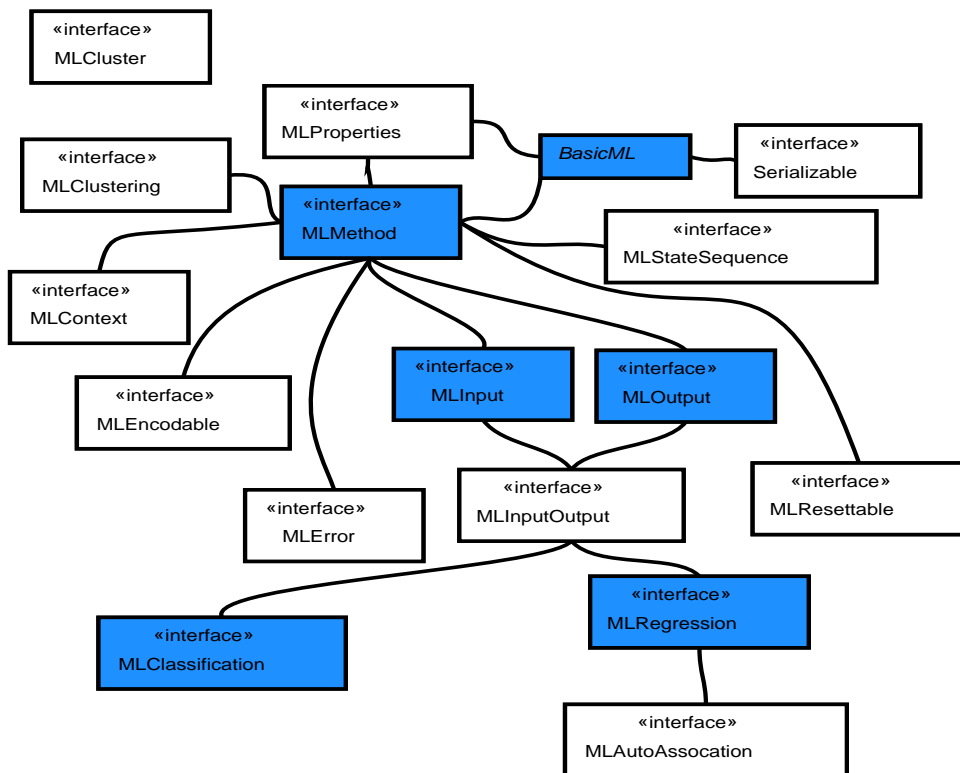 «interface»
MLCluster
«interface»
MLProperties
BasicML
«interface»
Serializable
«interface»
MLClustering
«interface»
MLMethod
«interface»
MLStateSequence
«interface»
MLContext
«interface»
MLInput
«interface»
MLOutput
«interface»
MLEncodable
«interface»
MLError
«interface»
MLInputOutput
«interface»
MLResettable
«interface»
MLClassification
«interface»
MLRegression
«interface»
MLAutoAssocation